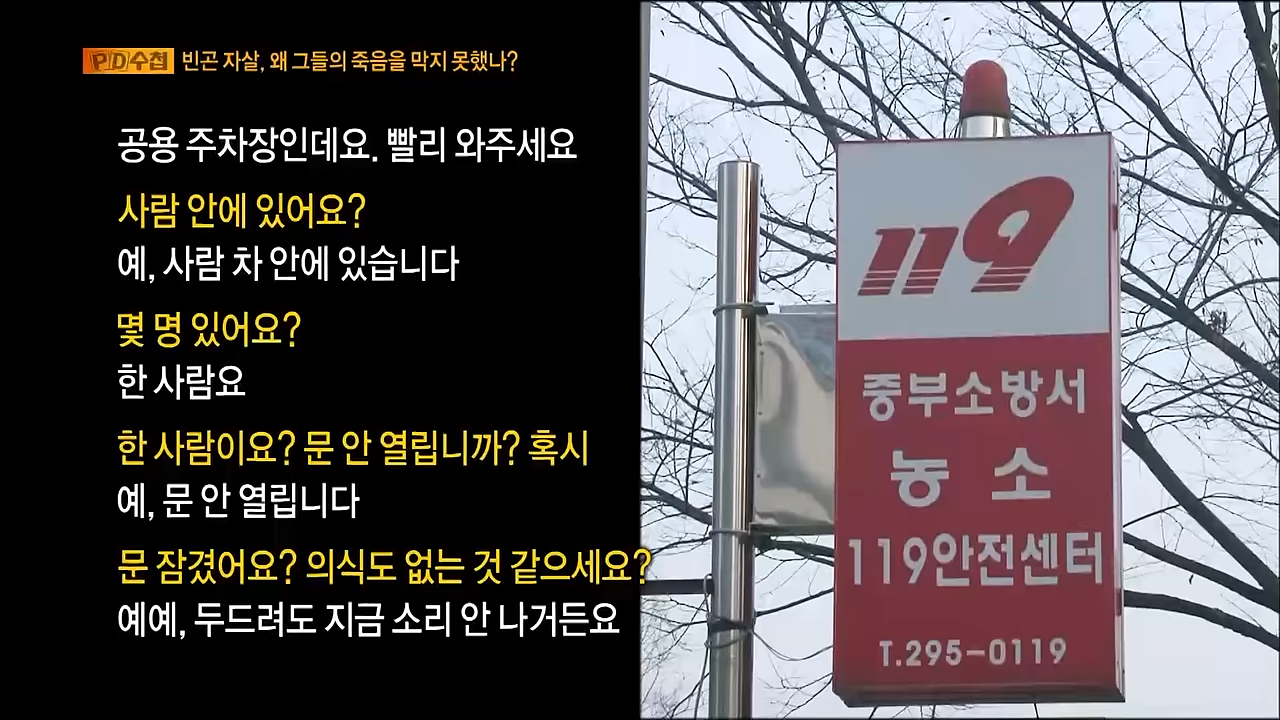 PD수첩 빈곤 자살, 왜 그들의 죽음을 막지 못했나?
공용 주차장인데요. 빨리 와주세요
사람 안에 있어요?
예, 사람 차 안에 있습니다
몇 명 있어요?
한 사람요
한 사람이요? 문 안 열립니까? 혹시
예, 문 안 열립니다
문 잠겼어요? 의식도 없는 것 같으세요?
예예, 두드려도 지금 소리 안 나거든요
119
중부소방서
농 소
119안전센터
T.295-0119